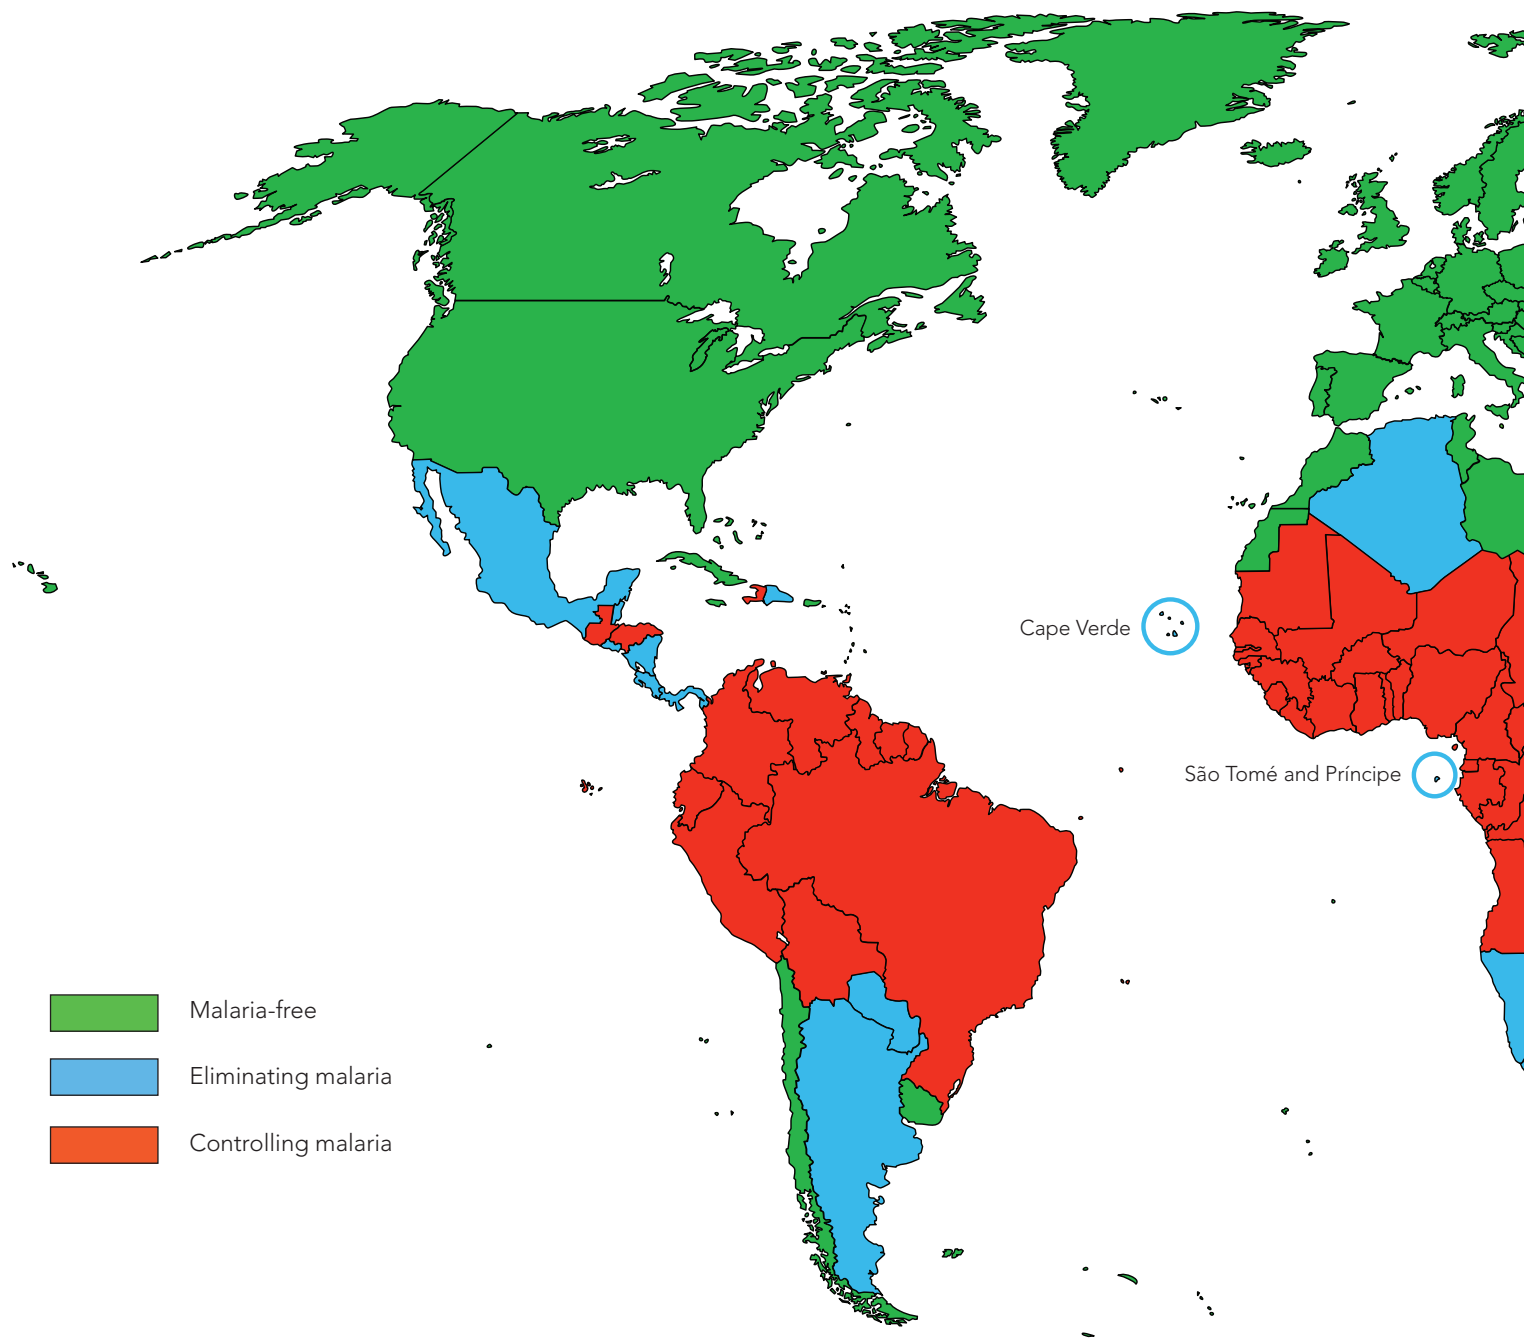 Cape Verde
São Tomé and Príncipe
Malaria-free
Eliminating malaria
Controlling malaria